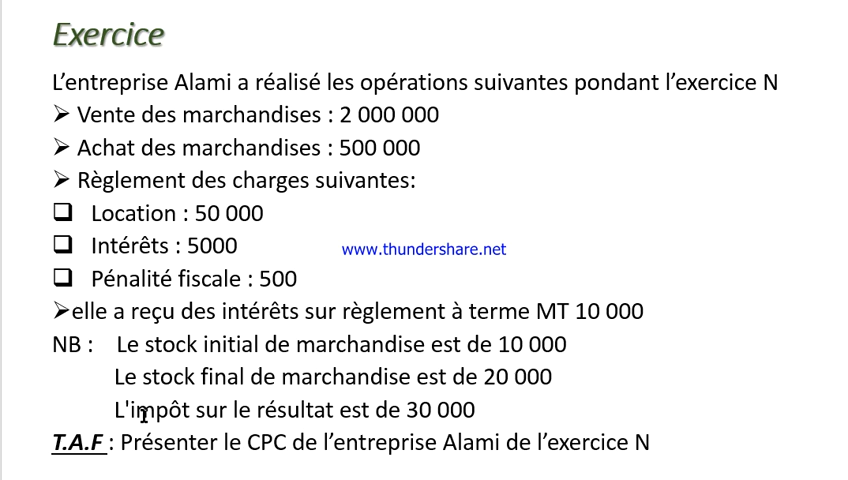 Exercice
L’entreprise Alami a réalisé les opérations suivantes pondant l’exercice N
➢ Vente des marchandises : 2 000 000
➢ Achat des marchandises : 500 000
➢ Règlement des charges suivantes:
❑ Location : 50 000
❑ Intérêts : 5000
www.thundershare.net
❑ Pénalité fiscale : 500
➢elle a reçu des intérêts sur règlement à terme MT 10 000
NB : Le stock initial de marchandise est de 10 000
Le stock final de marchandise est de 20 000
L'impôt sur le résultat est de 30 000
T.A.F : Présenter le CPC de l’entreprise Alami de l’exercice N